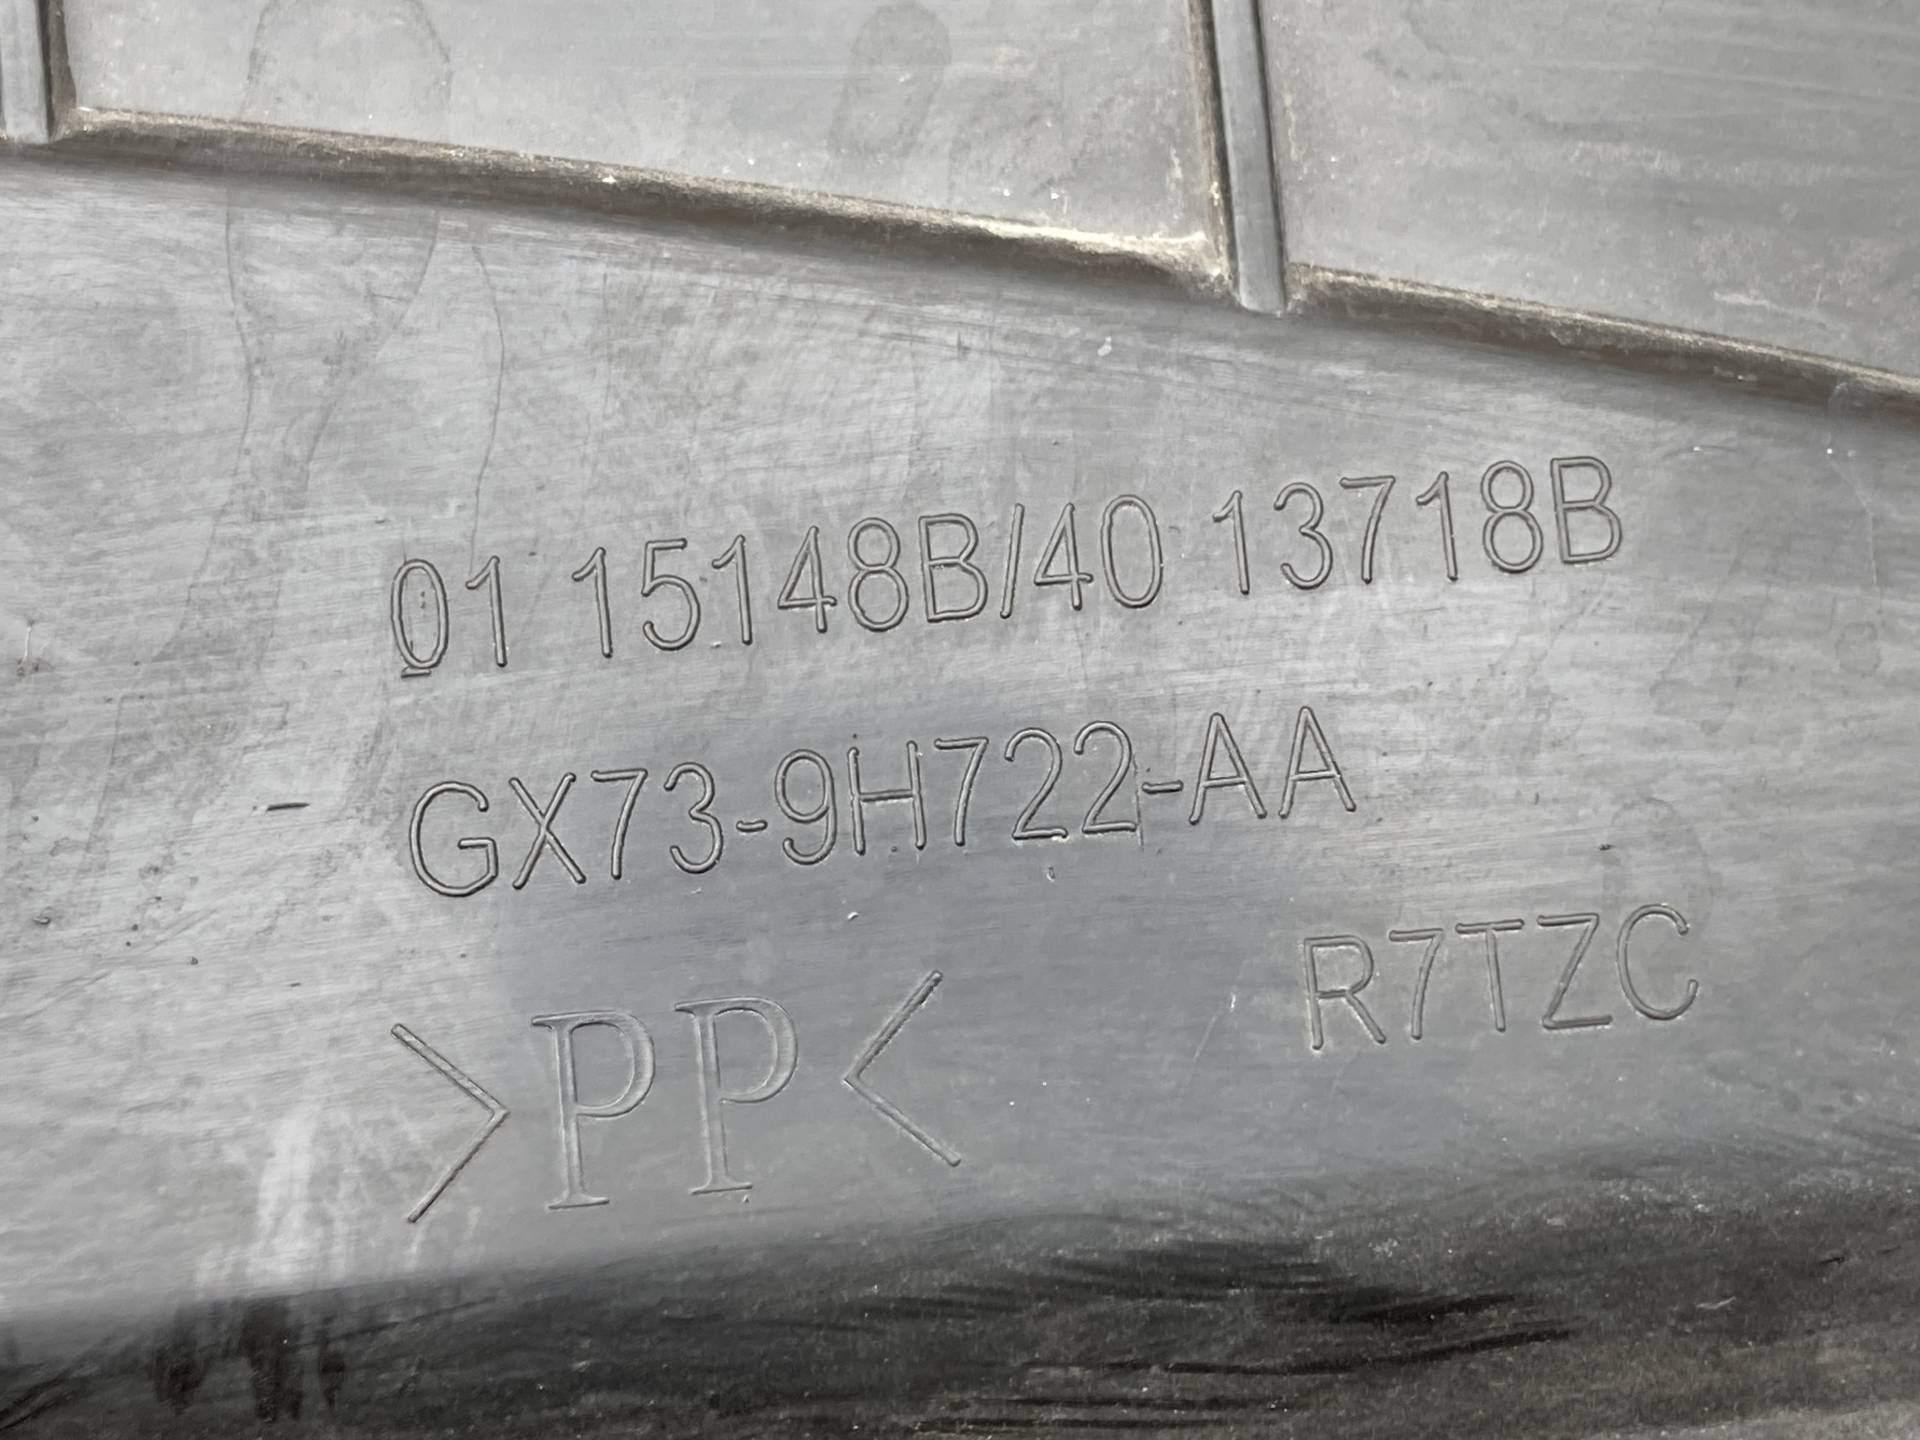 01 15148B/40 13718B
GX73-9H722-AA
R7TZC
>PP<